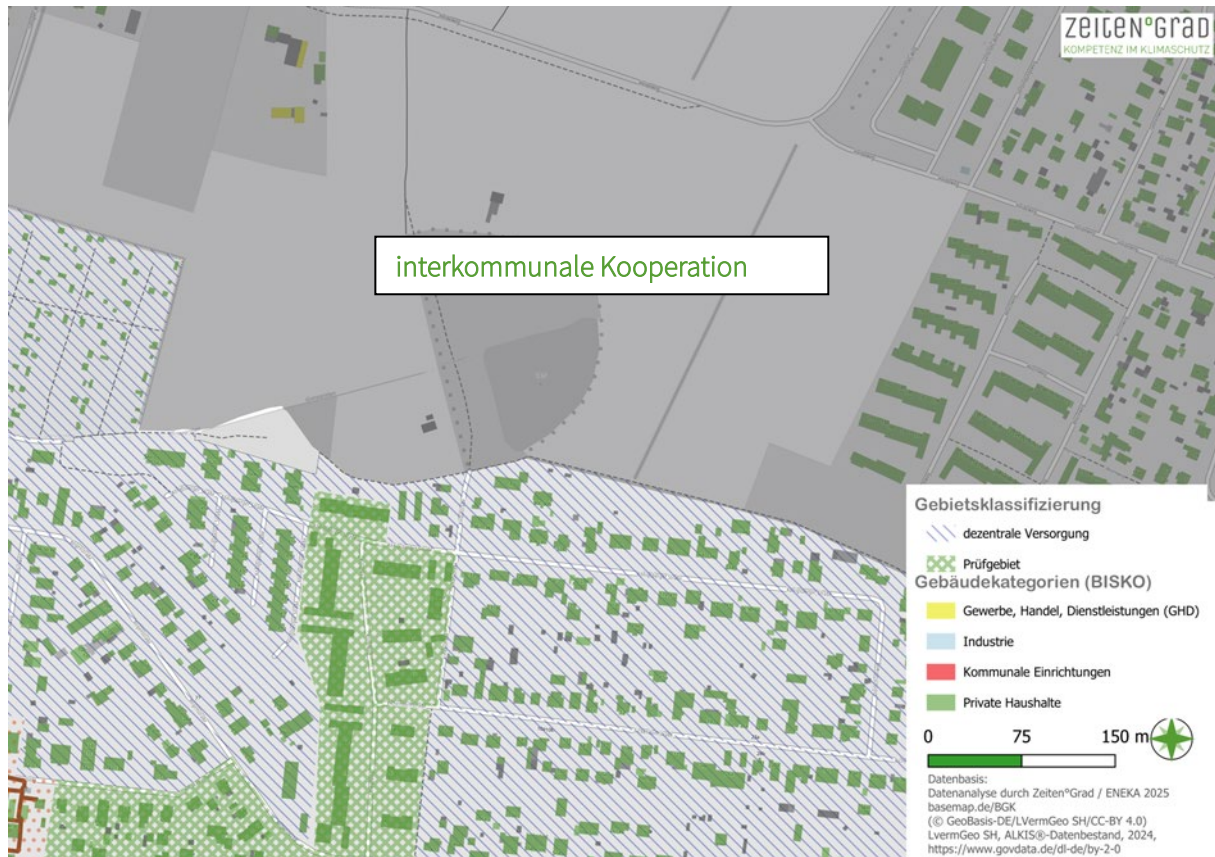 ZEITEN°GRAD
KOMPETENZ IM KLIMASCHUTZ
interkommunale Kooperation
Gebietsklassifizierung
dezentrale Versorgung
Prüfgebiet
Gebäudekategorien (BISKO)
Gewerbe, Handel, Dienstleistungen (GHD)
Industrie
Kommunale Einrichtungen
Private Haushalte
0 75 150 m
Datenbasis:
Datenanalyse durch Zeiten°Grad / ENEKA 2025
basemap.de/BGK
(© GeoBasis-DE/LVermGeo SH/CC-BY 4.0)
LvermGeo SH, ALKIS®-Datenbestand, 2024,
https://www.govdata.de/dl-de/by-2-0